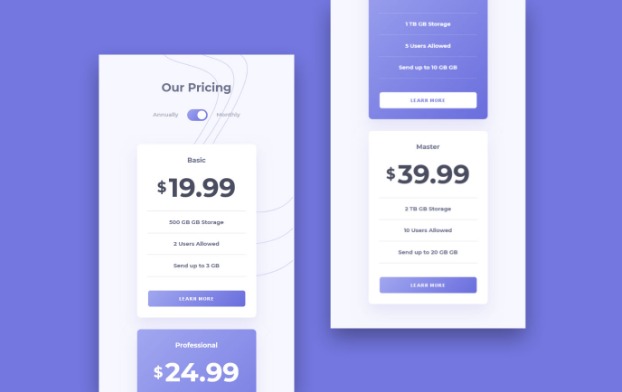 Our Pricing
Annually Monthly
Basic
$19.99
500 GB GB Storage
2 Users Allowed
Send up to 3 GB
LEARN MORE
Professional
$24.99
1 TB GB Storage
5 Users Allowed
Send up to 10 GB GB
LEARN MORE
Master
$39.99
2 TB GB Storage
10 Users Allowed
Send up to 20 GB GB
LEARN MORE